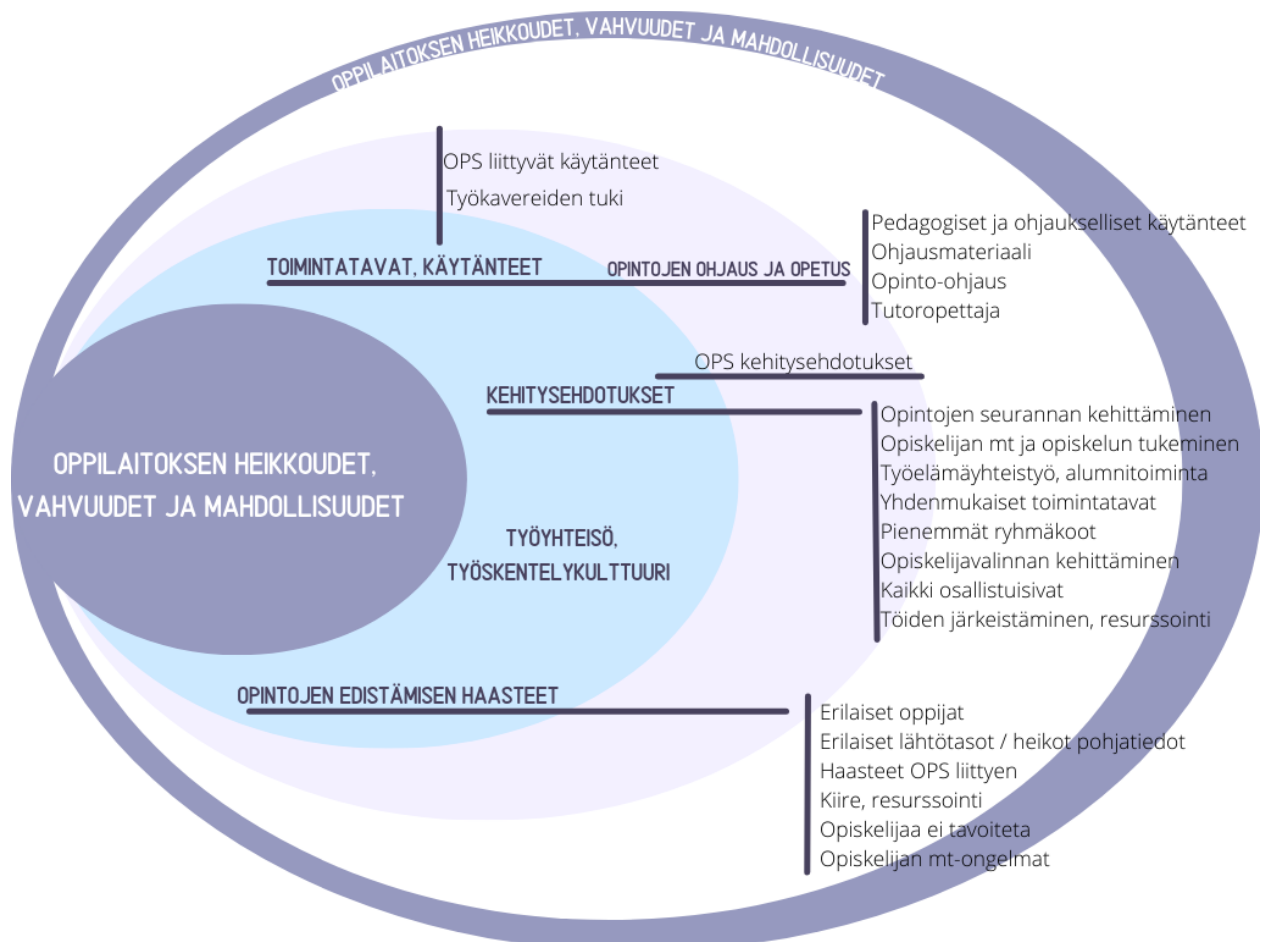 OPPILAITOKSEN HEIKKOUDET, VAHVUUDET JA MAHDOLLISUUDET
OPS liittyvät käytänteet
Työkavereiden tuki
TOIMINTATAVAT, KÄYTÄNTEET
OPINTOJEN OHJAUS JA OPETUS
Pedagogiset ja ohjaukselliset käytänteet
Ohjausmateriaali
Opinto-ohjaus
Tutoropettaja
OPS kehitysehdotukset
KEHITYSEHDOTUKSET
Opintojen seurannan kehittäminen
Opiskelijan mt ja opiskelun tukeminen
Työelämäyhteistyö, alumnitoiminta
Yhdenmukaiset toimintatavat
Pienemmät ryhmäkoot
Opiskelijavalinnan kehittäminen
Kaikki osallistuisivat
Töiden järkeistäminen, resurssointi
OPPILAITOKSEN HEIKKOUDET,
VAHVUUDET JA MAHDOLLISUUDET
TYÖYHTEISÖ,
TYÖSKENTELYKULTTUURI
OPINTOJEN EDISTÄMISEN HAASTEET
Erilaiset oppijat
Erilaiset lähtötasot / heikot pohjatiedot
Haasteet OPS liittyen
Kiire, resurssointi
Opiskelijaa ei tavoiteta
Opiskelijan mt-ongelmat